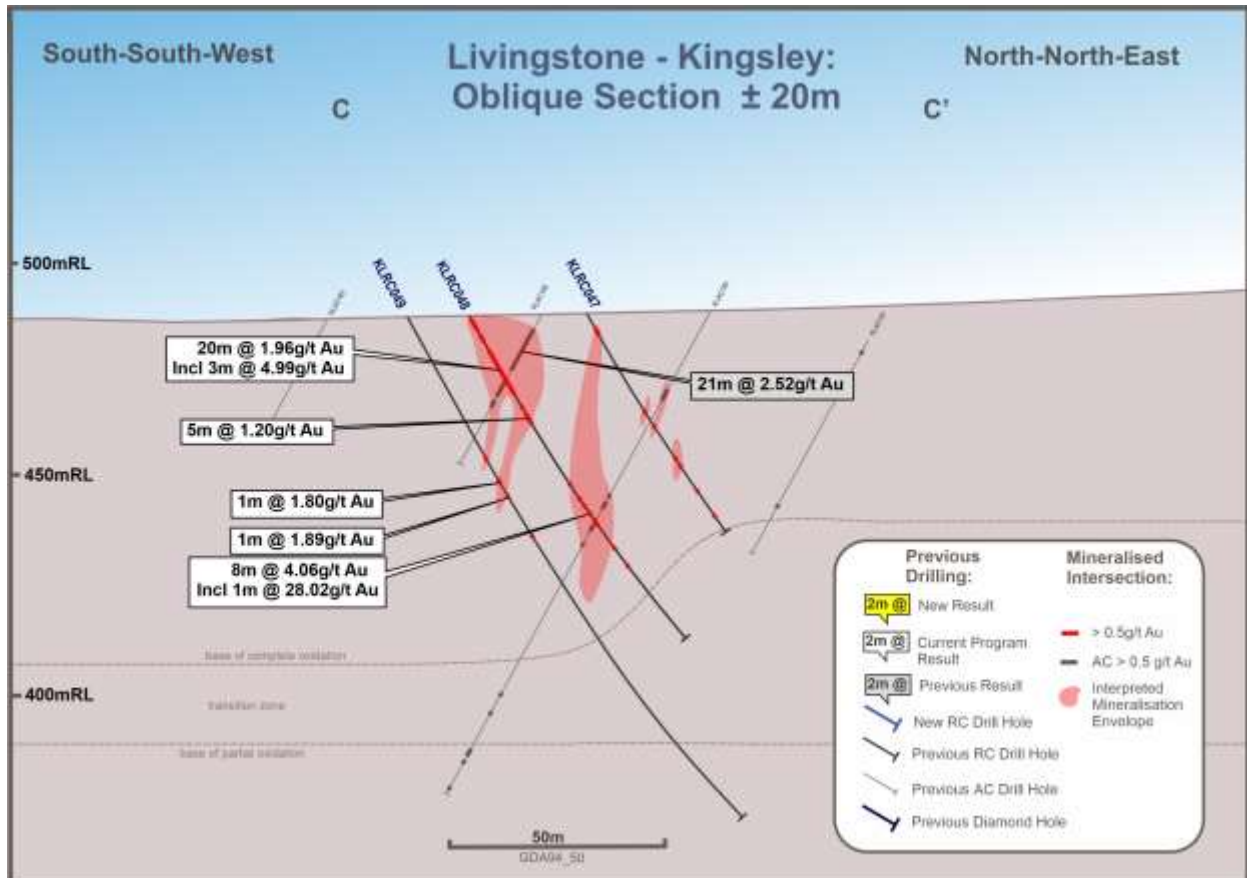 South-South-West
Livingstone - Kingsley:
Oblique Section ± 20m
North-North-East
C
C'
500mRL
KLRC049
KLRC048
KLRC047
20m @ 1.96g/t Au
Incl 3m @ 4.99g/t Au
21m @ 2.52g/t Au
5m @ 1.20g/t Au
450mRL
1m @ 1.80g/t Au
1m @ 1.89g/t Au
8m @ 4.06g/t Au
Incl 1m @ 28.02g/t Au
base of complete oxidation
400mRL
transition zone
base of partial oxidation
50m
GDA94_50
Previous
Drilling:
2m @
New Result
2m @
Current Program
Result
2m @
Previous Result
New RC Drill Hole
Previous RC Drill Hole
Previous AC Drill Hole
Previous Diamond Hole
Mineralised
Intersection:
> 0.5g/t Au
AC > 0.5 g/t Au
Interpreted
Mineralisation
Envelope